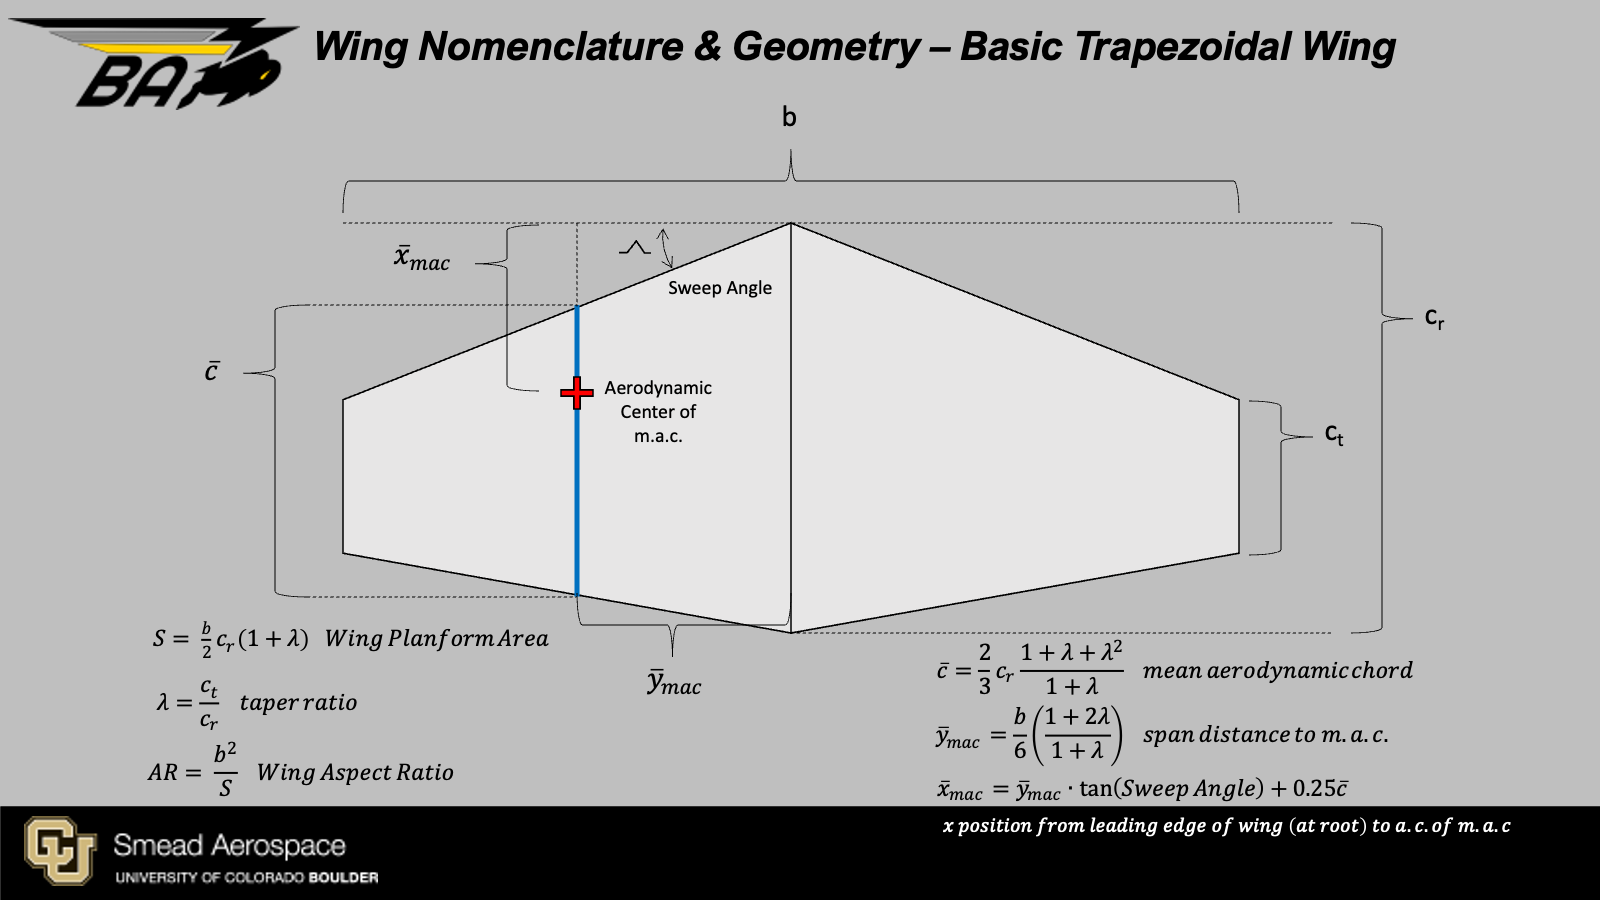 BA
Wing Nomenclature & Geometry – Basic Trapezoidal Wing
b
x̄ₘₐc
Sweep Angle
cᵣ
c̄
Aerodynamic
Center of
m.a.c.
cₜ
ȳₘₐc
S = b/2 cᵣ(1 + λ) Wing Planform Area
λ = cₜ/cᵣ taper ratio
AR = b²/S Wing Aspect Ratio
c̄ = 2/3 cᵣ (1 + λ + λ²)/(1 + λ) mean aerodynamic chord
ȳₘₐc = b/6 ((1 + 2λ)/(1 + λ)) span distance to m.a.c.
x̄ₘₐc = ȳₘₐc · tan(Sweep Angle) + 0.25c̄
x position from leading edge of wing (at root) to a.c. of m.a.c
CU
Smead Aerospace
UNIVERSITY OF COLORADO BOULDER